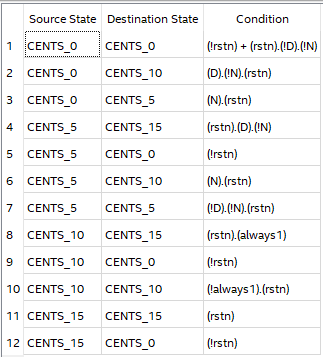 Source State Destination State Condition
1 CENTS_0 CENTS_0 (!rstn) + (rstn).(!D).(!N)
2 CENTS_0 CENTS_10 (D).(!N).(rstn)
3 CENTS_0 CENTS_5 (N).(rstn)
4 CENTS_5 CENTS_15 (rstn).(D).(!N)
5 CENTS_5 CENTS_0 (!rstn)
6 CENTS_5 CENTS_10 (N).(rstn)
7 CENTS_5 CENTS_5 (!D).(!N).(rstn)
8 CENTS_10 CENTS_15 (rstn).(always1)
9 CENTS_10 CENTS_0 (!rstn)
10 CENTS_10 CENTS_10 (!always1).(rstn)
11 CENTS_15 CENTS_15 (rstn)
12 CENTS_15 CENTS_0 (!rstn)